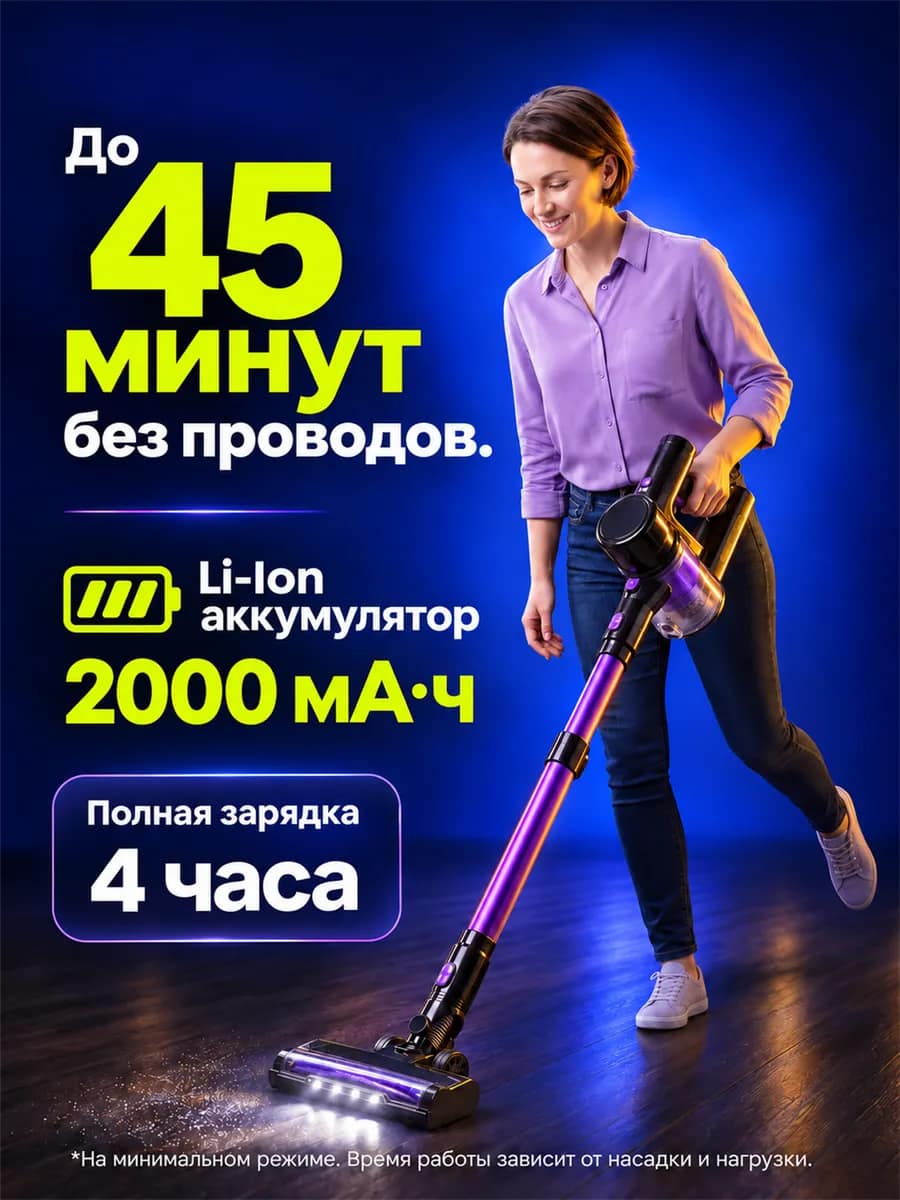 До
45
минут
без проводов.
Li-Ion
аккумулятор
2000 мА·ч
Полная зарядка
4 часа
*На минимальном режиме. Время работы зависит от насадки и нагрузки.